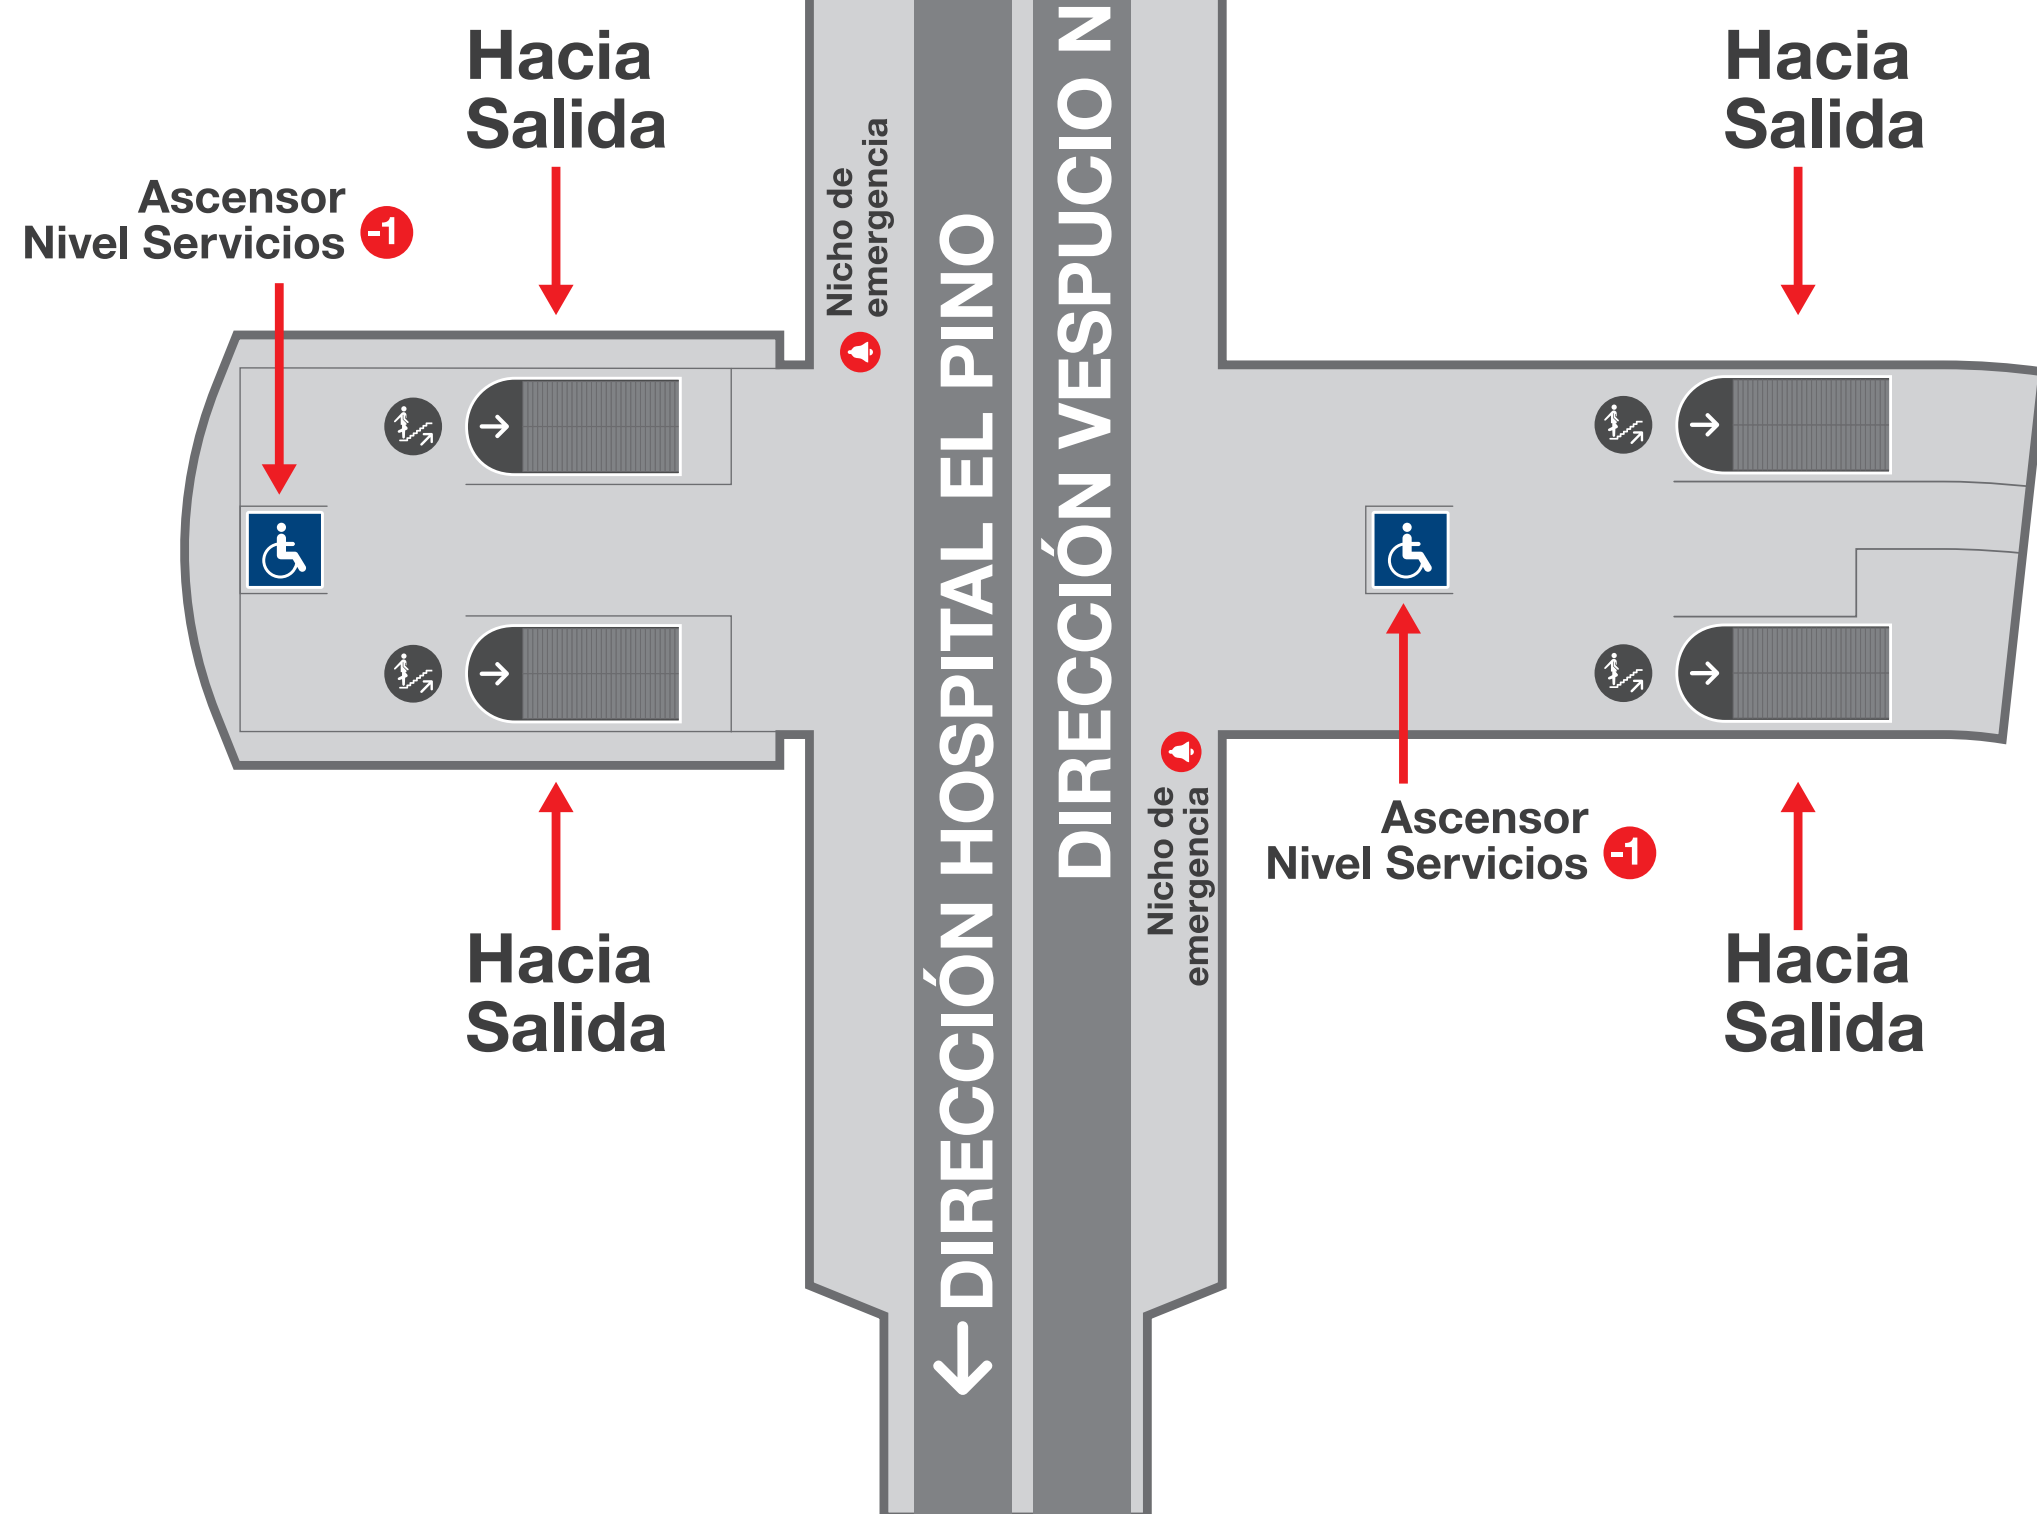 Hacia
Salida
Hacia
Salida
Ascensor
Nivel Servicios -1
Nicho de
emergencia
DIRECCIÓN HOSPITAL EL PINO
DIRECCIÓN VESPUCIO N
Nicho de
emergencia
Ascensor
Nivel Servicios -1
Hacia
Salida
Hacia
Salida